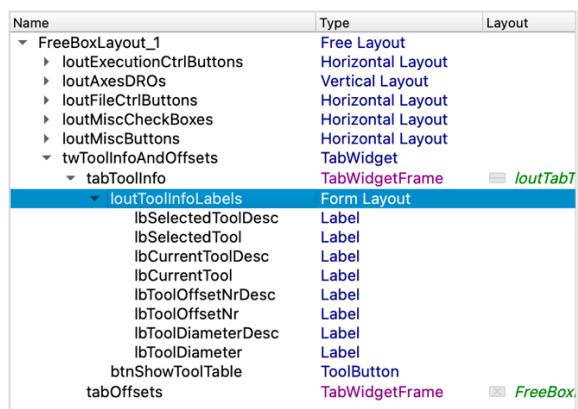 Name Type Layout
FreeBoxLayout_1 Free Layout
loutExecutionCtrlButtons Horizontal Layout
loutAxesDROs Vertical Layout
loutFileCtrlButtons Horizontal Layout
loutMiscCheckBoxes Horizontal Layout
loutMiscButtons Horizontal Layout
twToolInfoAndOffsets TabWidget
tabToolInfo TabWidgetFrame loutTabT
loutToolInfoLabels Form Layout
lbSelectedToolDesc Label
lbSelectedTool Label
lbCurrentToolDesc Label
lbCurrentTool Label
lbToolOffsetNrDesc Label
lbToolOffsetNr Label
lbToolDiameterDesc Label
lbToolDiameter Label
btnShowToolTable ToolButton
tabOffsets TabWidgetFrame FreeBox